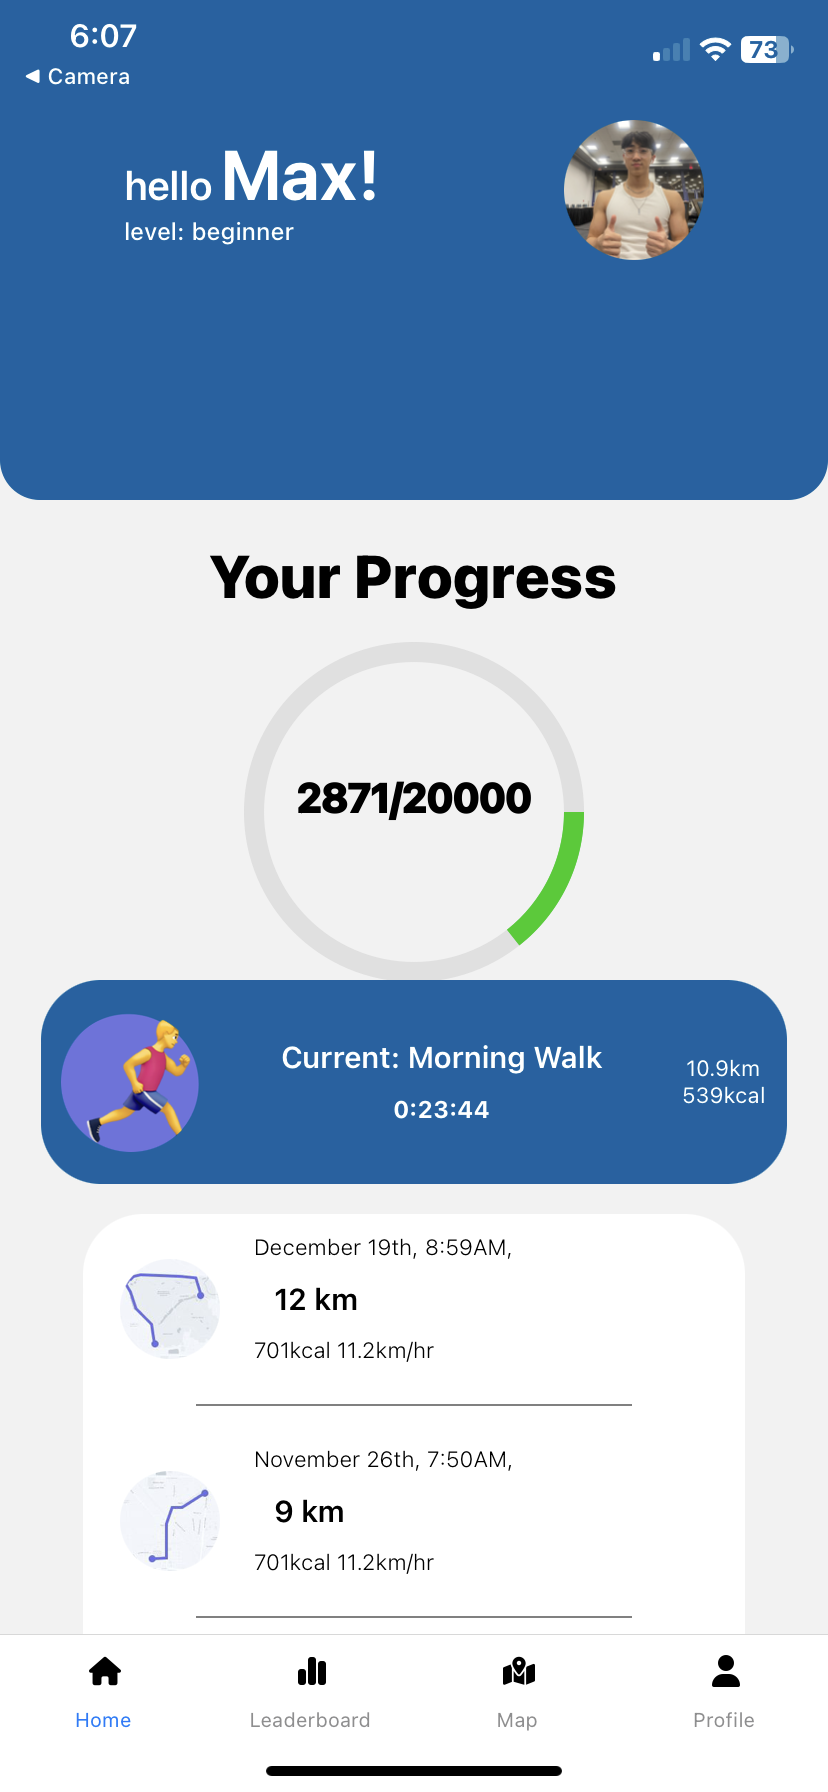 6:07
73
◀ Camera
hello Max!
level: beginner
Your Progress
2871/20000
Current: Morning Walk
0:23:44
10.9km
539kcal
December 19th, 8:59AM,
12 km
701kcal 11.2km/hr
November 26th, 7:50AM,
9 km
701kcal 11.2km/hr
Home
Leaderboard
Map
Profile